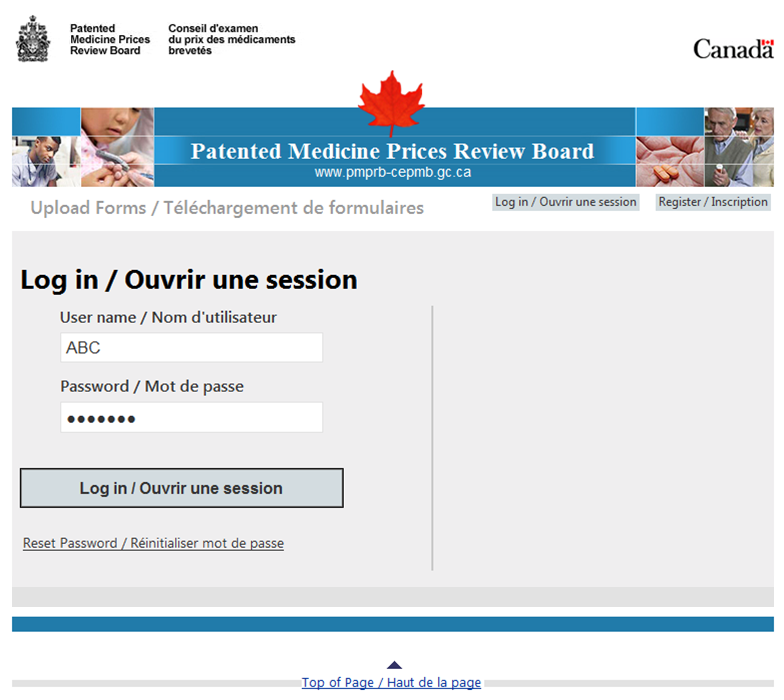 Patented
Medicine Prices
Review Board
Conseil d'examen
du prix des médicaments
brevetés
Canada
Patented Medicine Prices Review Board
www.pmprb-cepmb.gc.ca
Upload Forms / Téléchargement de formulaires
Log in / Ouvrir une session
Register / Inscription
Log in / Ouvrir une session
User name / Nom d'utilisateur
ABC
Password / Mot de passe
•••••••
Log in / Ouvrir une session
Reset Password / Réinitialiser mot de passe
Top of Page / Haut de la page